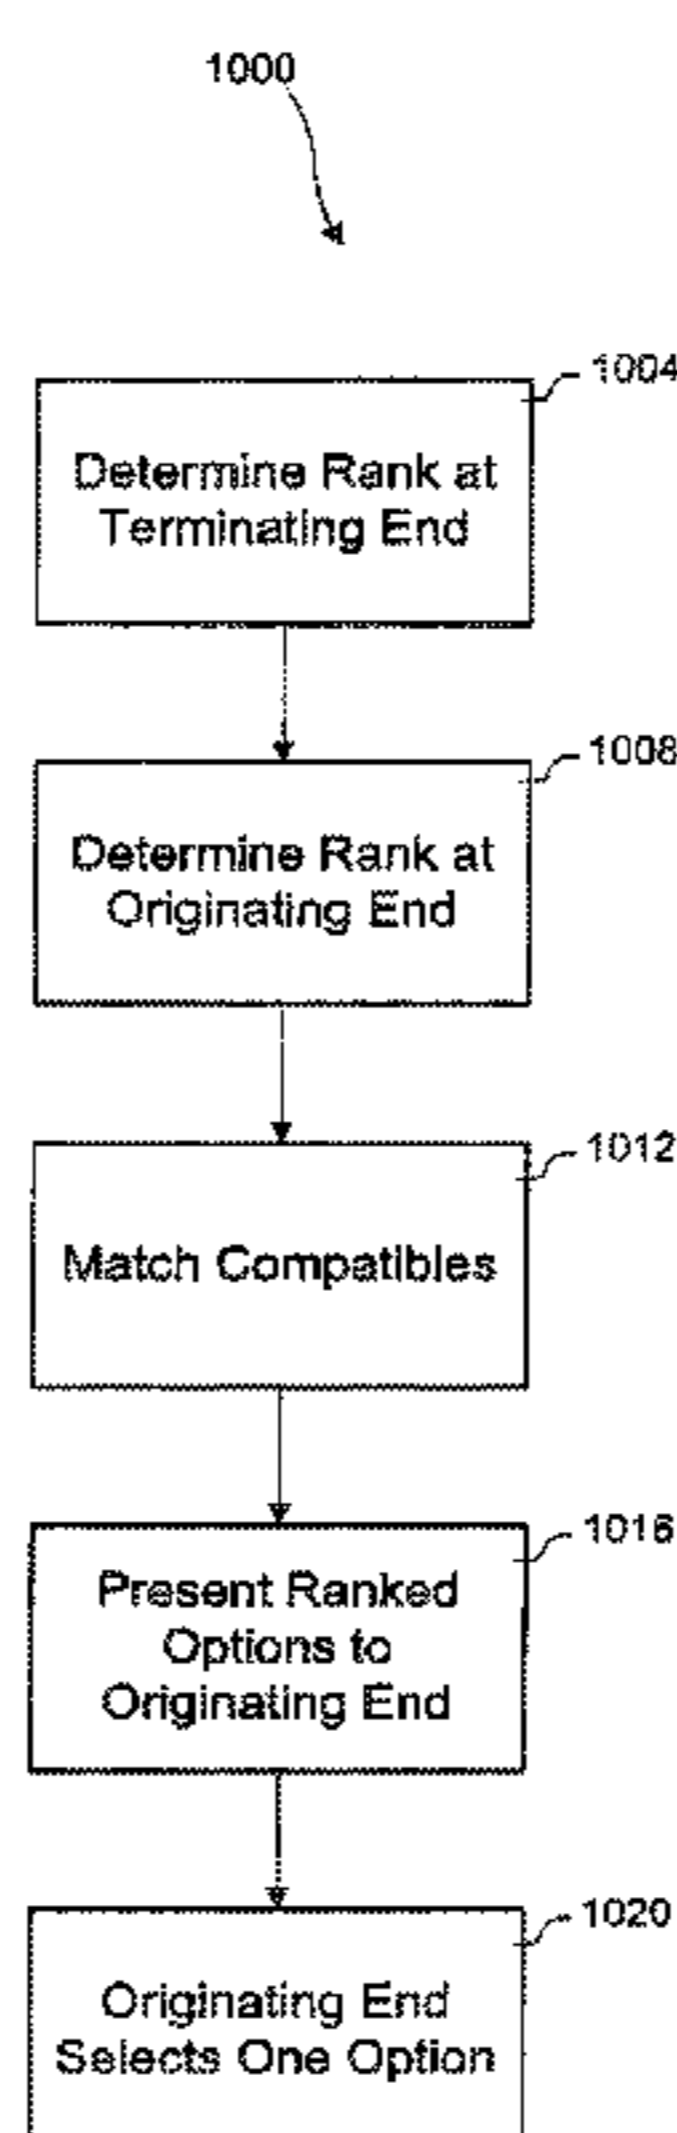 1000
1004
Determine Rank at
Terminating End
1008
Determine Rank at
Originating End
1012
Match Compatibles
1016
Present Ranked
Options to
Originating End
1020
Originating End
Selects One Option